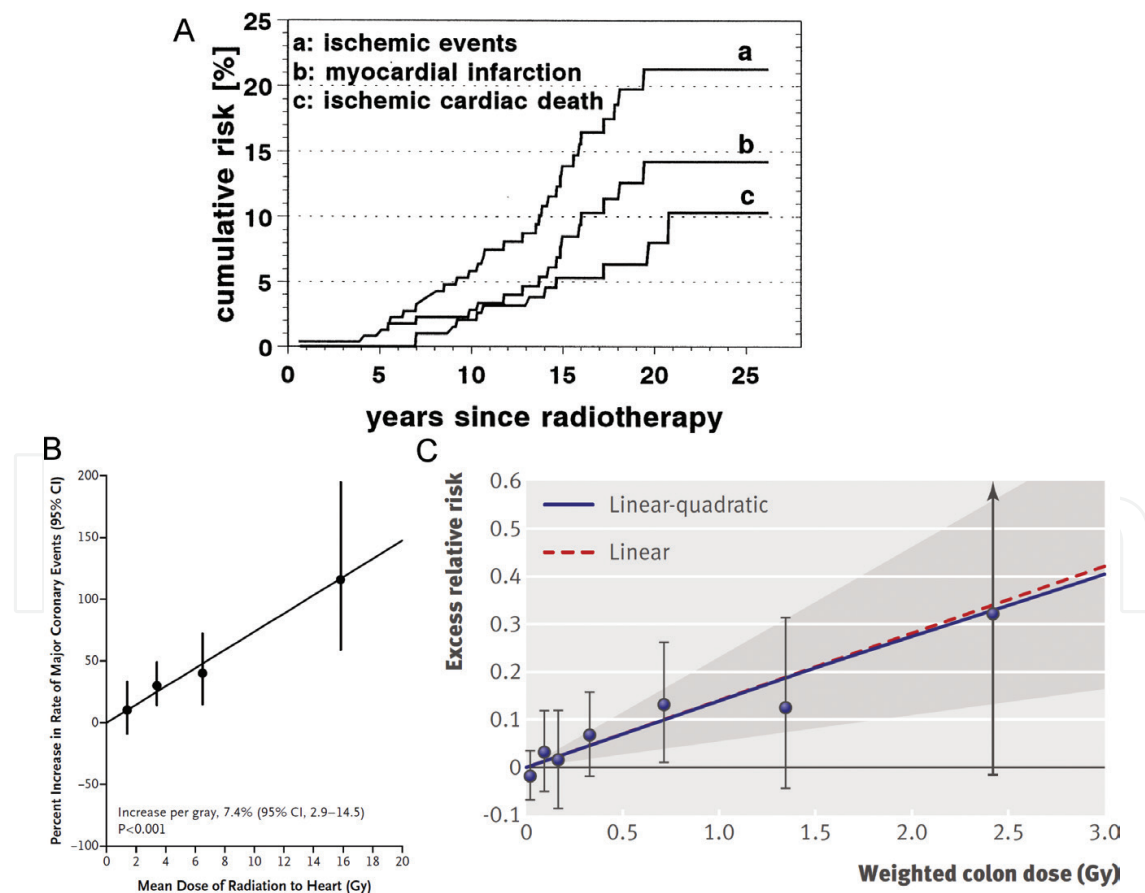 A
cumulative risk [%]
25
20
15
10
5
0
a: ischemic events
b: myocardial infarction
c: ischemic cardiac death
a
b
c
0 5 10 15 20 25
years since radiotherapy
B
Percent Increase in Rate of Major Coronary Events (95% CI)
200
150
100
50
0
−50
−100
Increase per gray, 7.4% (95% CI, 2.9–14.5)
P<0.001
0 2 4 6 8 10 12 14 16 18 20
Mean Dose of Radiation to Heart (Gy)
C
Excess relative risk
0.6
0.5
0.4
0.3
0.2
0.1
0
-0.1
Linear-quadratic
Linear
0 0.5 1.0 1.5 2.0 2.5 3.0
Weighted colon dose (Gy)